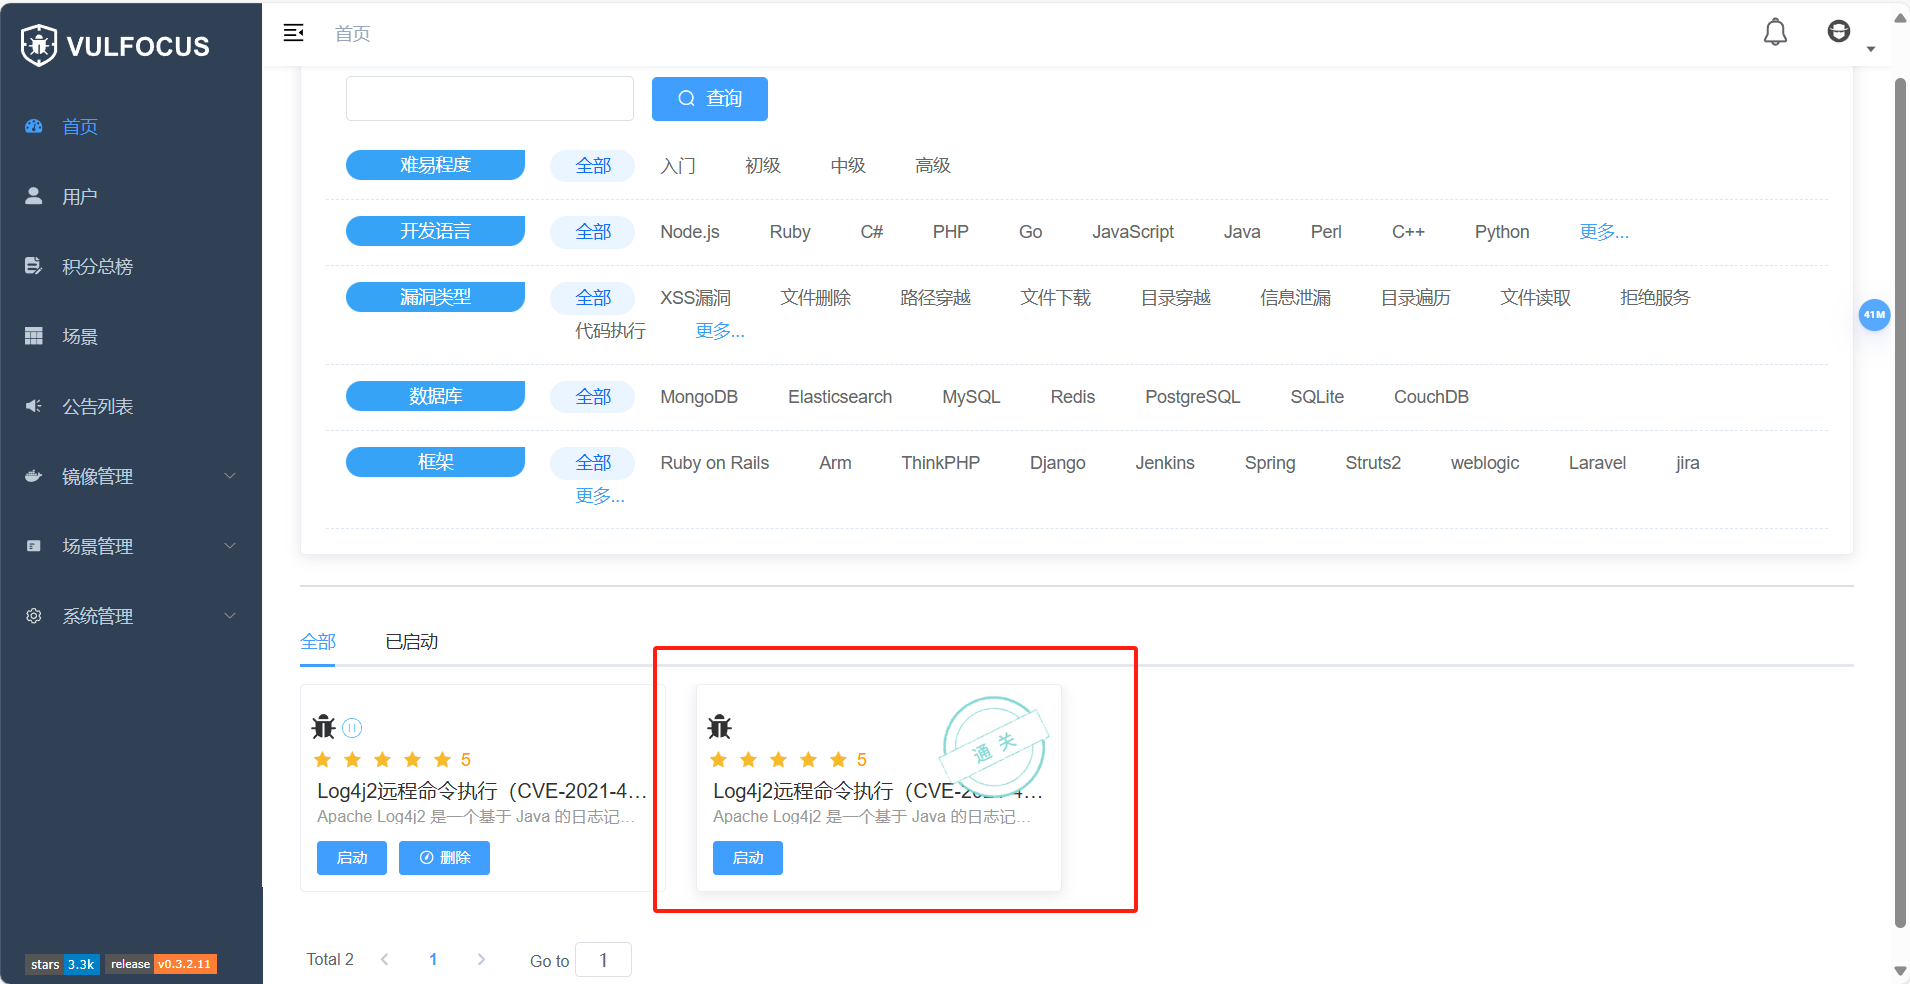 VULFOCUS
首页
用户
积分总榜
场景
公告列表
镜像管理
场景管理
系统管理
stars 3.3k release v0.3.2.11
首页
查询
难易程度 全部 入门 初级 中级 高级
开发语言 全部 Node.js Ruby C# PHP Go JavaScript Java Perl C++ Python 更多...
漏洞类型 全部 XSS漏洞 文件删除 路径穿越 文件下载 目录穿越 信息泄漏 目录遍历 文件读取 拒绝服务
代码执行 更多...
数据库 全部 MongoDB Elasticsearch MySQL Redis PostgreSQL SQLite CouchDB
框架 全部 Ruby on Rails Arm ThinkPHP Django Jenkins Spring Struts2 weblogic Laravel jira
更多...
41M
全部 已启动
5
Log4j2远程命令执行（CVE-2021-4...
Apache Log4j2 是一个基于 Java 的日志记...
启动 删除
通关
5
Log4j2远程命令执行（CVE-2021-4...
Apache Log4j2 是一个基于 Java 的日志记...
启动
Total 2 1 Go to 1